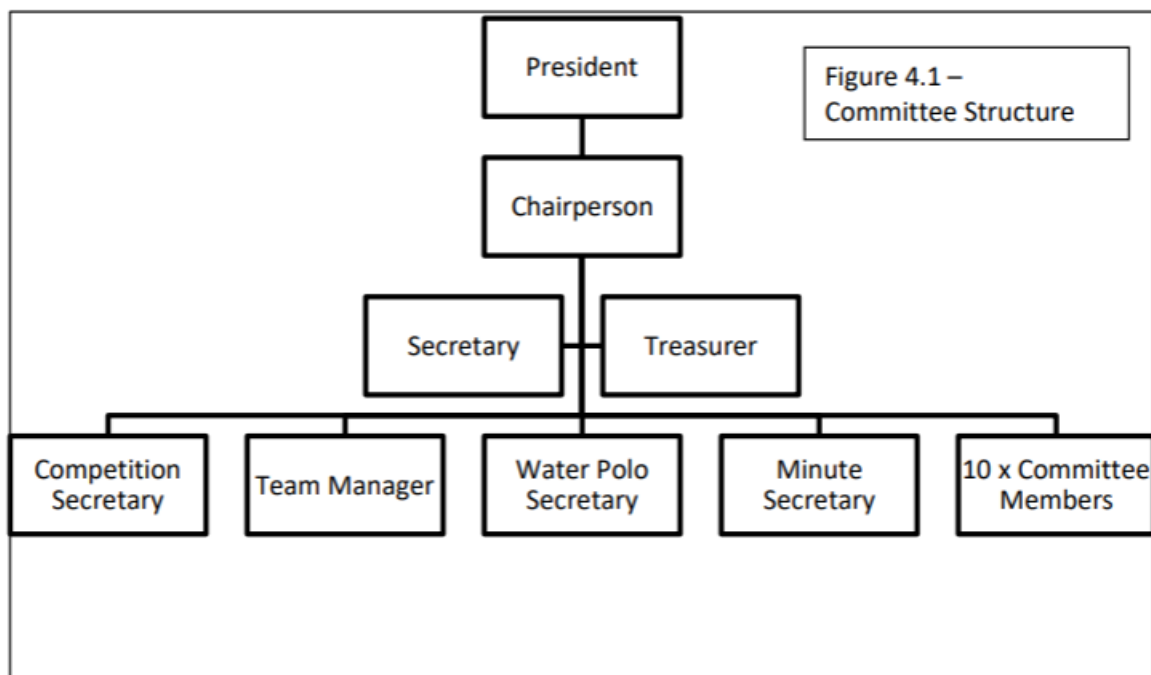 President
Figure 4.1 –
Committee Structure
Chairperson
Secretary
Treasurer
Competition
Secretary
Team Manager
Water Polo
Secretary
Minute
Secretary
10 x Committee
Members